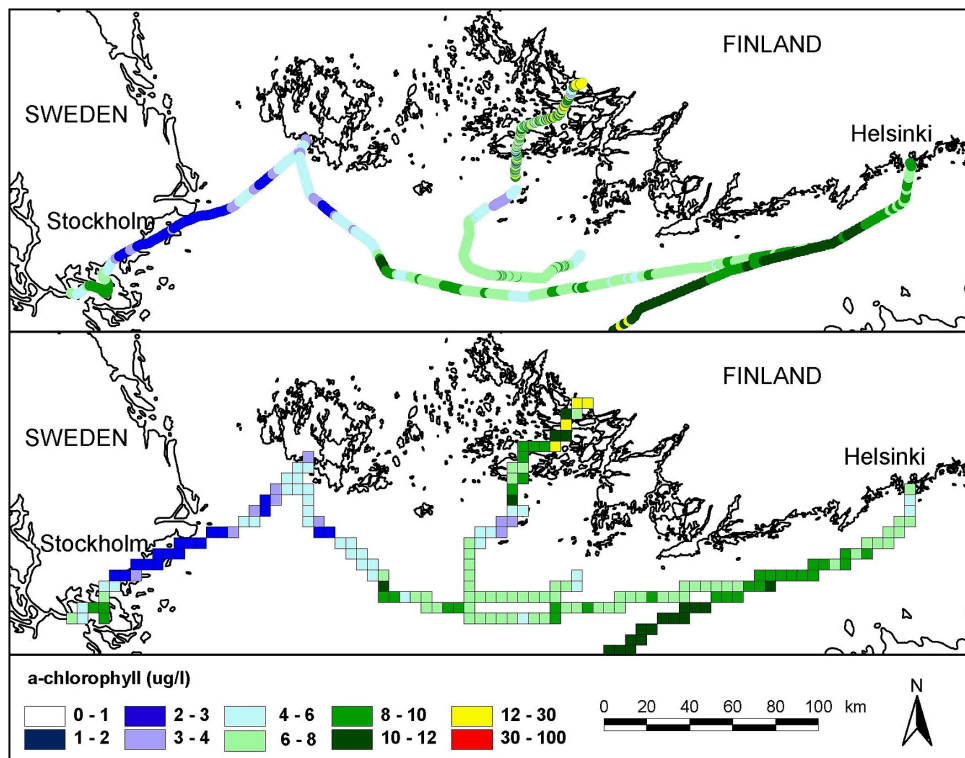 FINLAND
SWEDEN
Helsinki
Stockholm
FINLAND
SWEDEN
Helsinki
Stockholm
a-chlorophyll (ug/l)
0 - 1 2 - 3 4 - 6 8 - 10 12 - 30
1 - 2 3 - 4 6 - 8 10 - 12 30 - 100
0 20 40 60 80 100 km
N